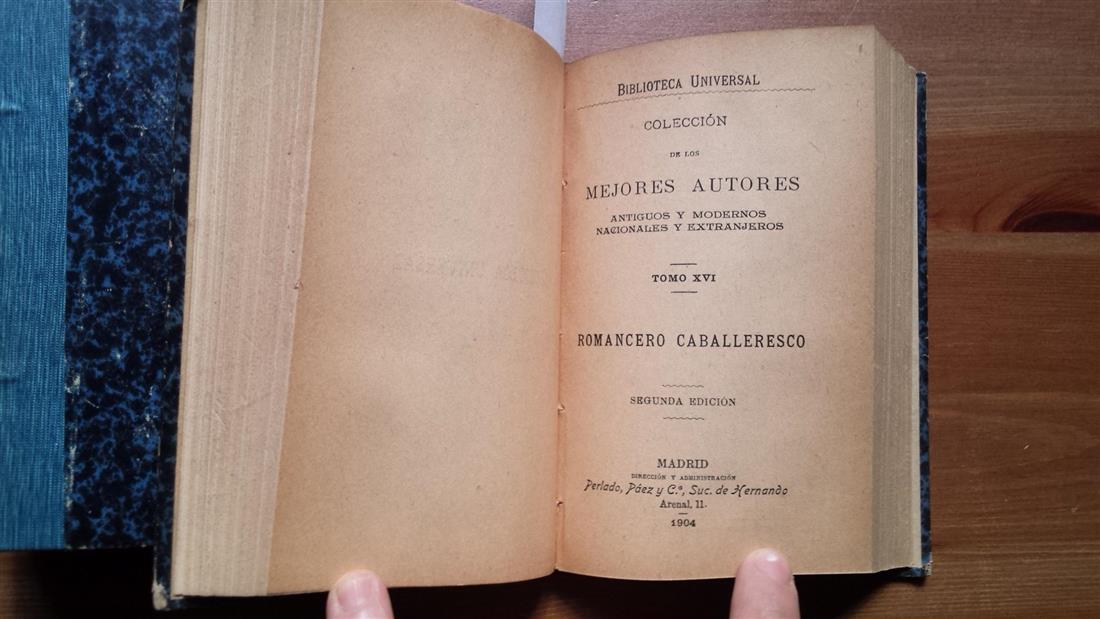 BIBLIOTECA UNIVERSAL
COLECCIÓN
DE LOS
MEJORES AUTORES
ANTIGUOS Y MODERNOS
NACIONALES Y EXTRANJEROS
TOMO XVI
ROMANCERO CABALLERESCO
SEGUNDA EDICIÓN
MADRID
DIRECCIÓN Y ADMINISTRACIÓN
Perlado, Páez y C.ª, Suc. de Hernando
Arenal, 11.
1904